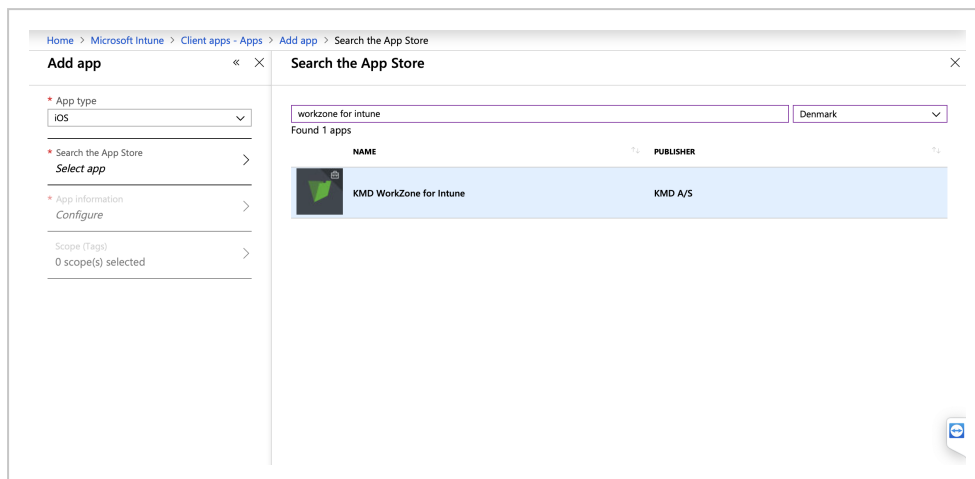 Home > Microsoft Intune > Client apps - Apps > Add app > Search the App Store
Add app
Search the App Store
* App type
iOS
* Search the App Store
Select app
* App information
Configure
Scope (Tags)
0 scope(s) selected
workzone for intune
Denmark
Found 1 apps
NAME
PUBLISHER
KMD WorkZone for Intune
KMD A/S